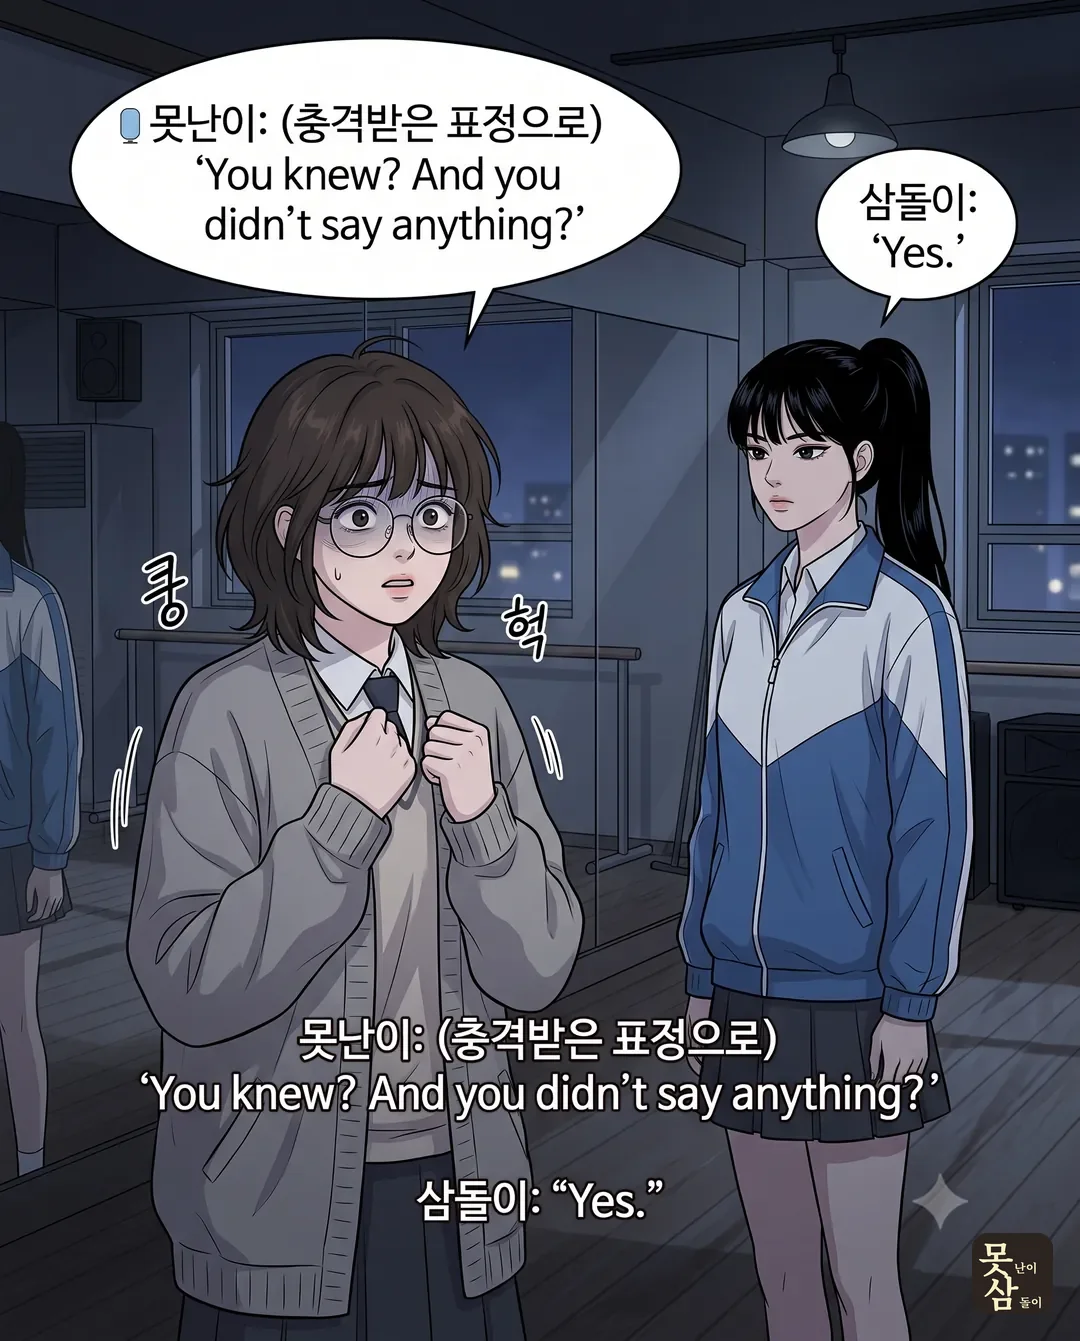 못난이: (충격받은 표정으로)
‘You knew? And you
didn’t say anything?’
삼돌이:
‘Yes.’
쿵
헉
못난이: (충격받은 표정으로)
‘You knew? And you didn’t say anything?’
삼돌이: “Yes.”
못난이
삼돌이